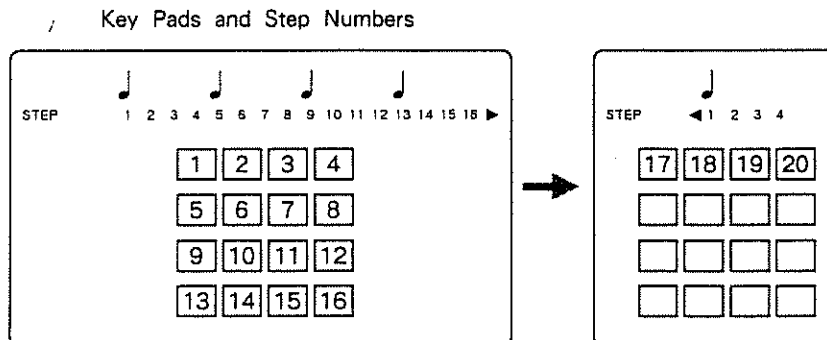 Key Pads and Step Numbers
STEP 1 2 3 4 5 6 7 8 9 10 11 12 13 14 15 16 ▶
1 2 3 4
5 6 7 8
9 10 11 12
13 14 15 16
STEP ◀ 1 2 3 4
17 18 19 20